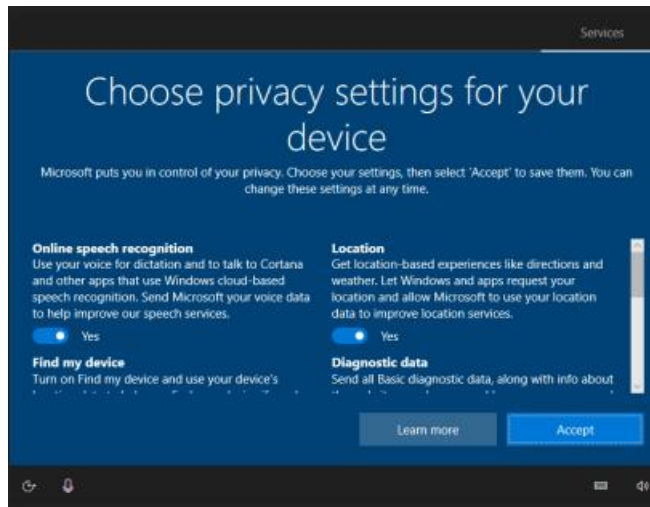 Services
Choose privacy settings for your
device
Microsoft puts you in control of your privacy. Choose your settings, then select 'Accept' to save them. You can
change these settings at any time.
Online speech recognition
Use your voice for dictation and to talk to Cortana
and other apps that use Windows cloud-based
speech recognition. Send Microsoft your voice data
to help improve our speech services.
Yes
Find my device
Turn on Find my device and use your device's
Location
Get location-based experiences like directions and
weather. Let Windows and apps request your
location and allow Microsoft to use your location
data to improve location services.
Yes
Diagnostic data
Send all Basic diagnostic data, along with info about
Learn more
Accept